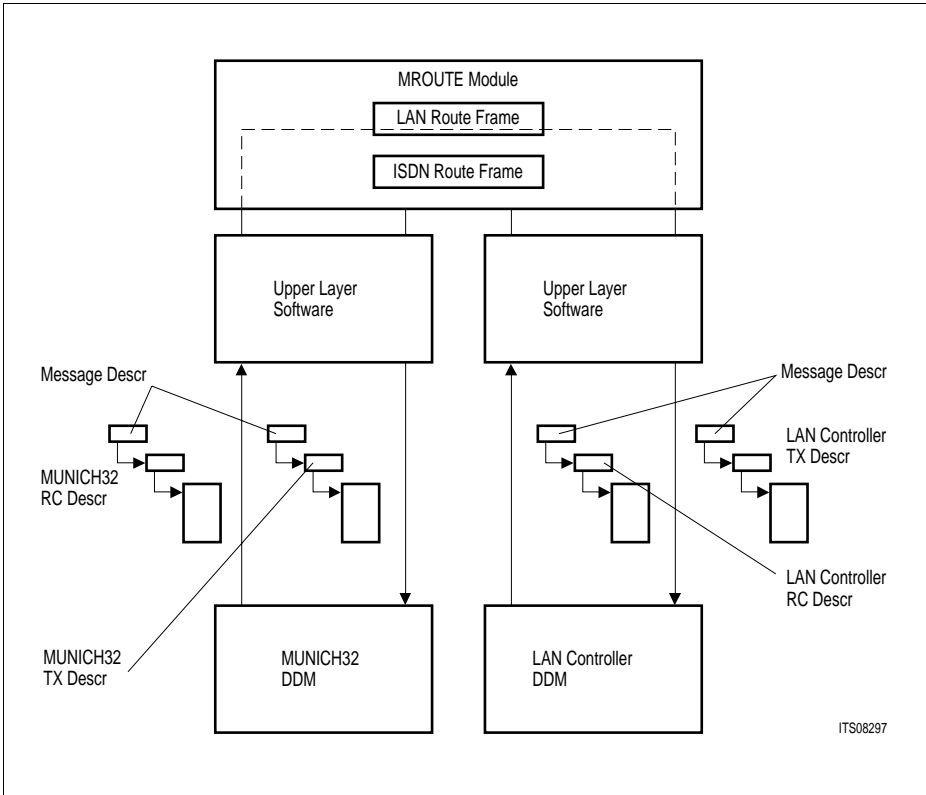 MROUTE Module
LAN Route Frame
ISDN Route Frame
Upper Layer
Software
Upper Layer
Software
Message Descr
Message Descr
MUNICH32
RC Descr
LAN Controller
TX Descr
LAN Controller
RC Descr
MUNICH32
TX Descr
MUNICH32
DDM
LAN Controller
DDM
ITS08297